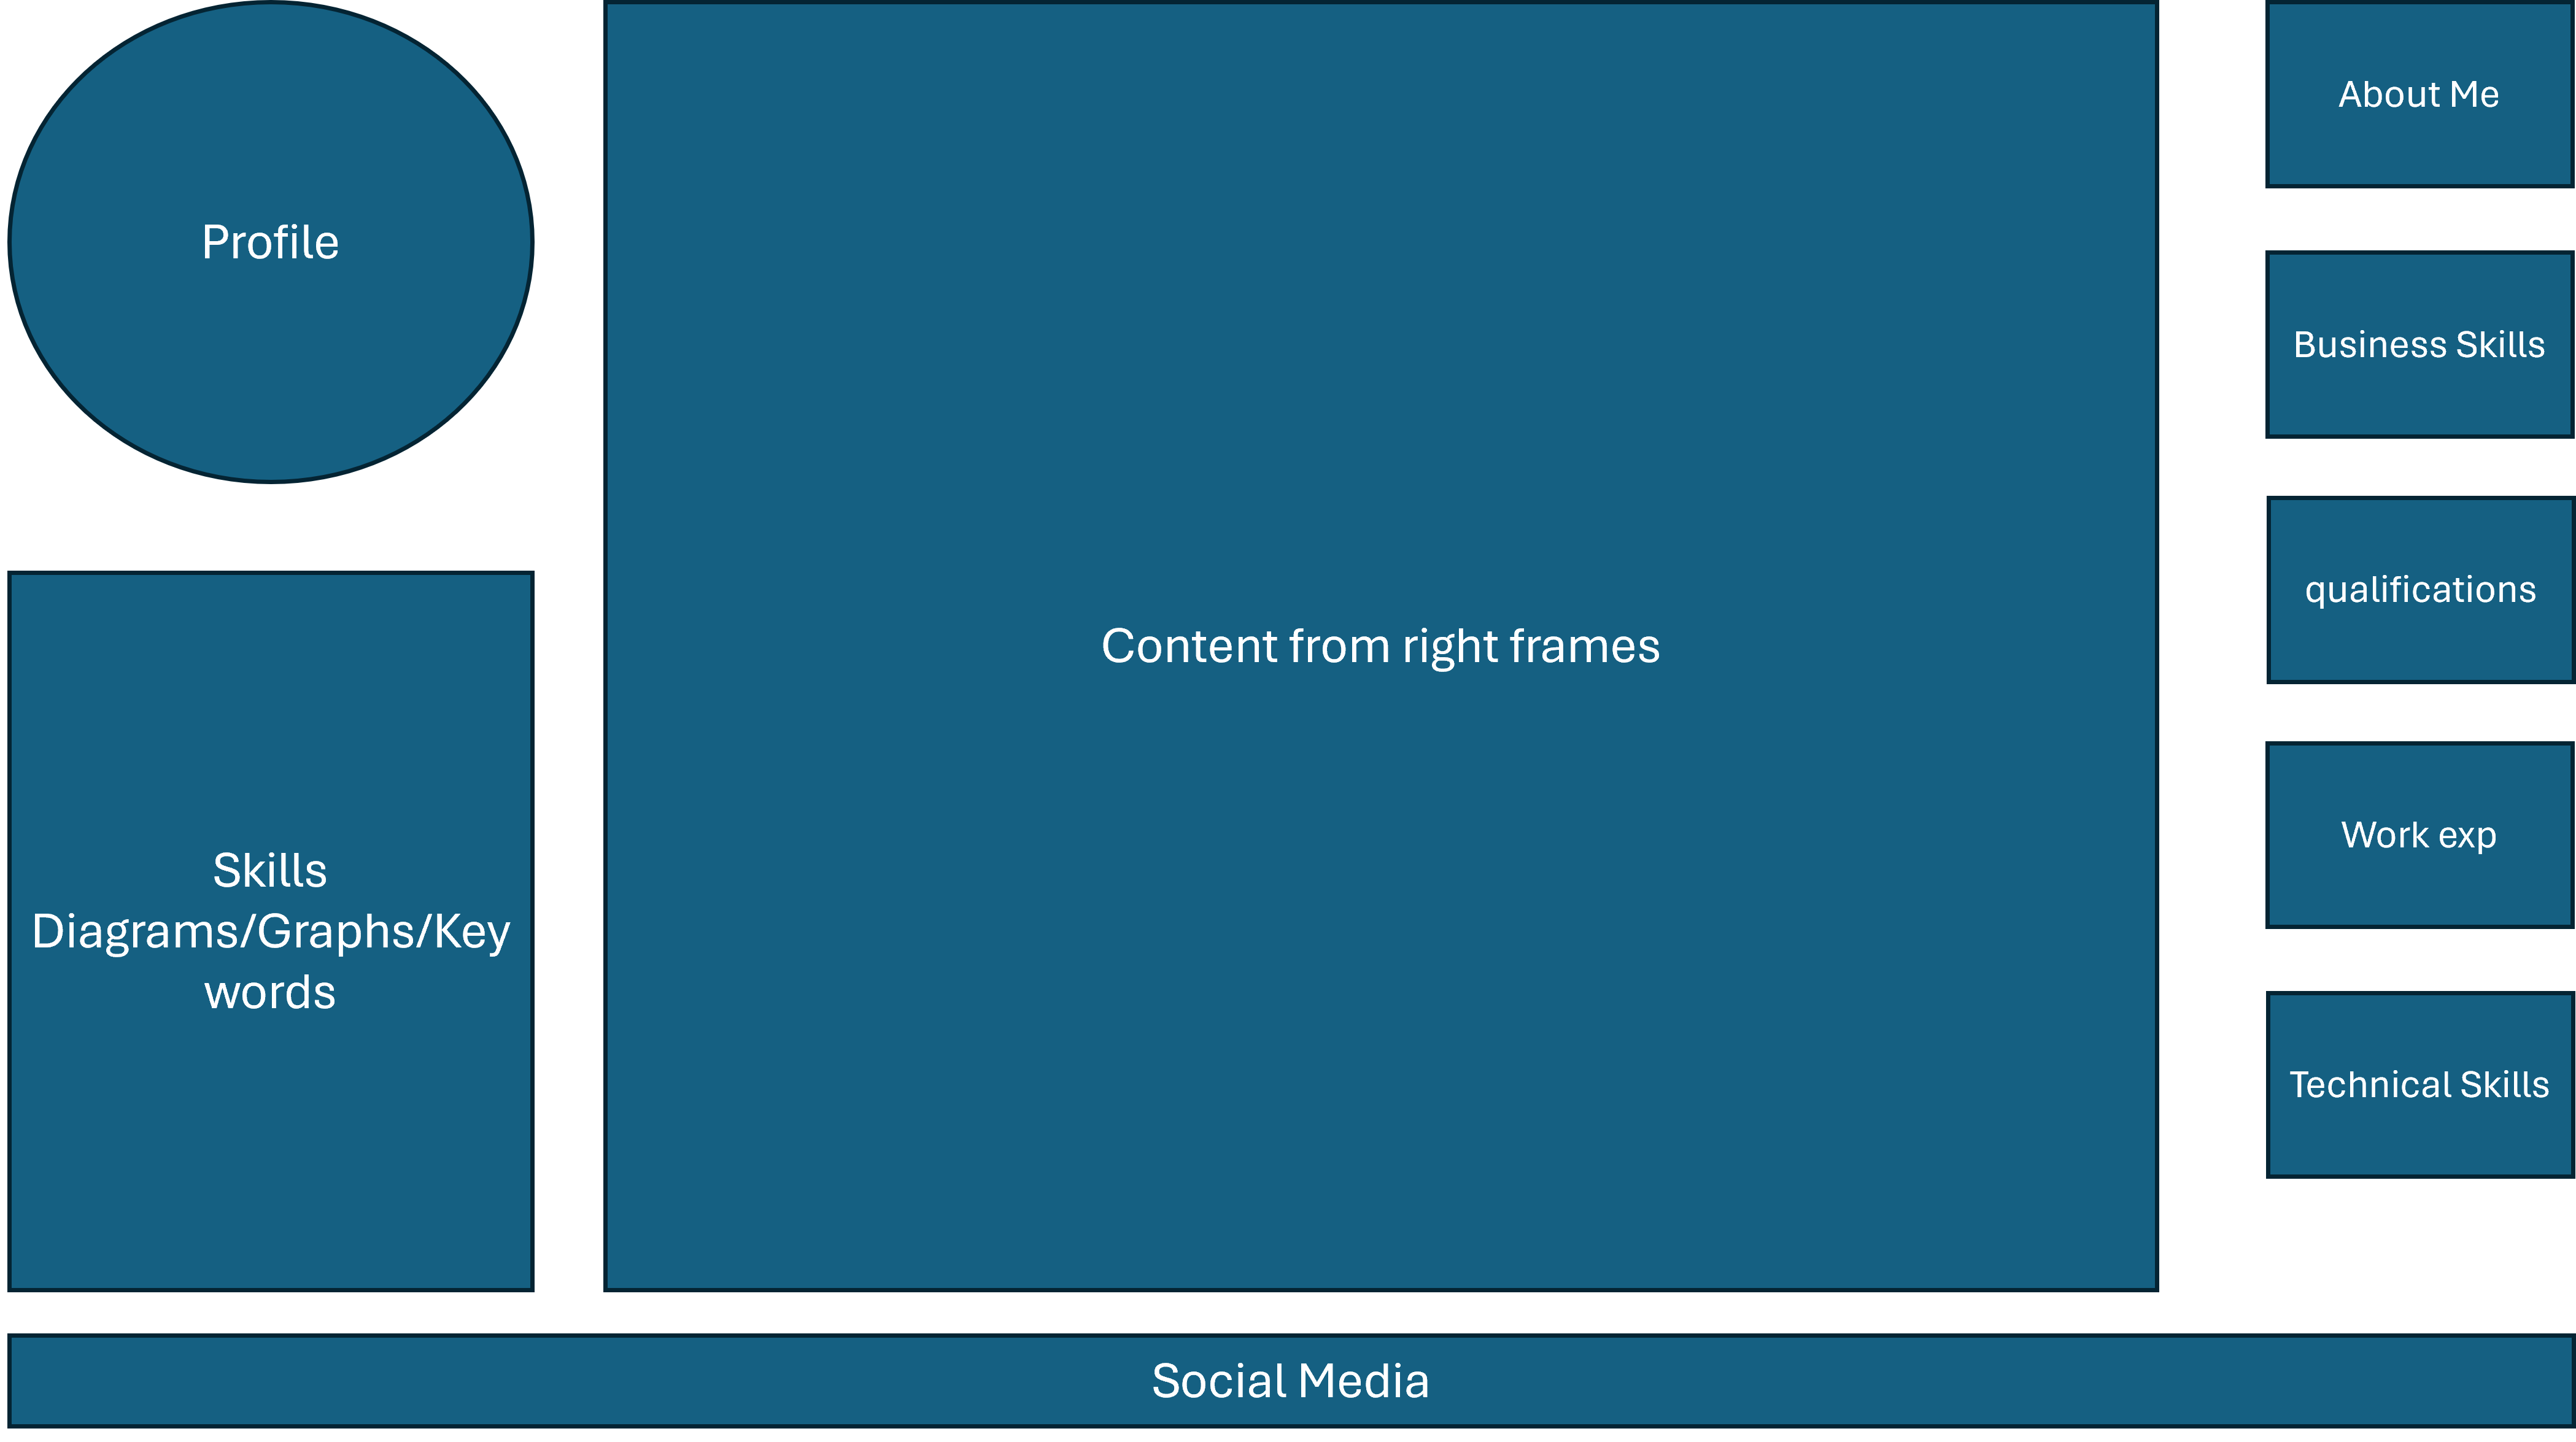 Profile
Skills
Diagrams/Graphs/Key
words
Content from right frames
About Me
Business Skills
qualifications
Work exp
Technical Skills
Social Media